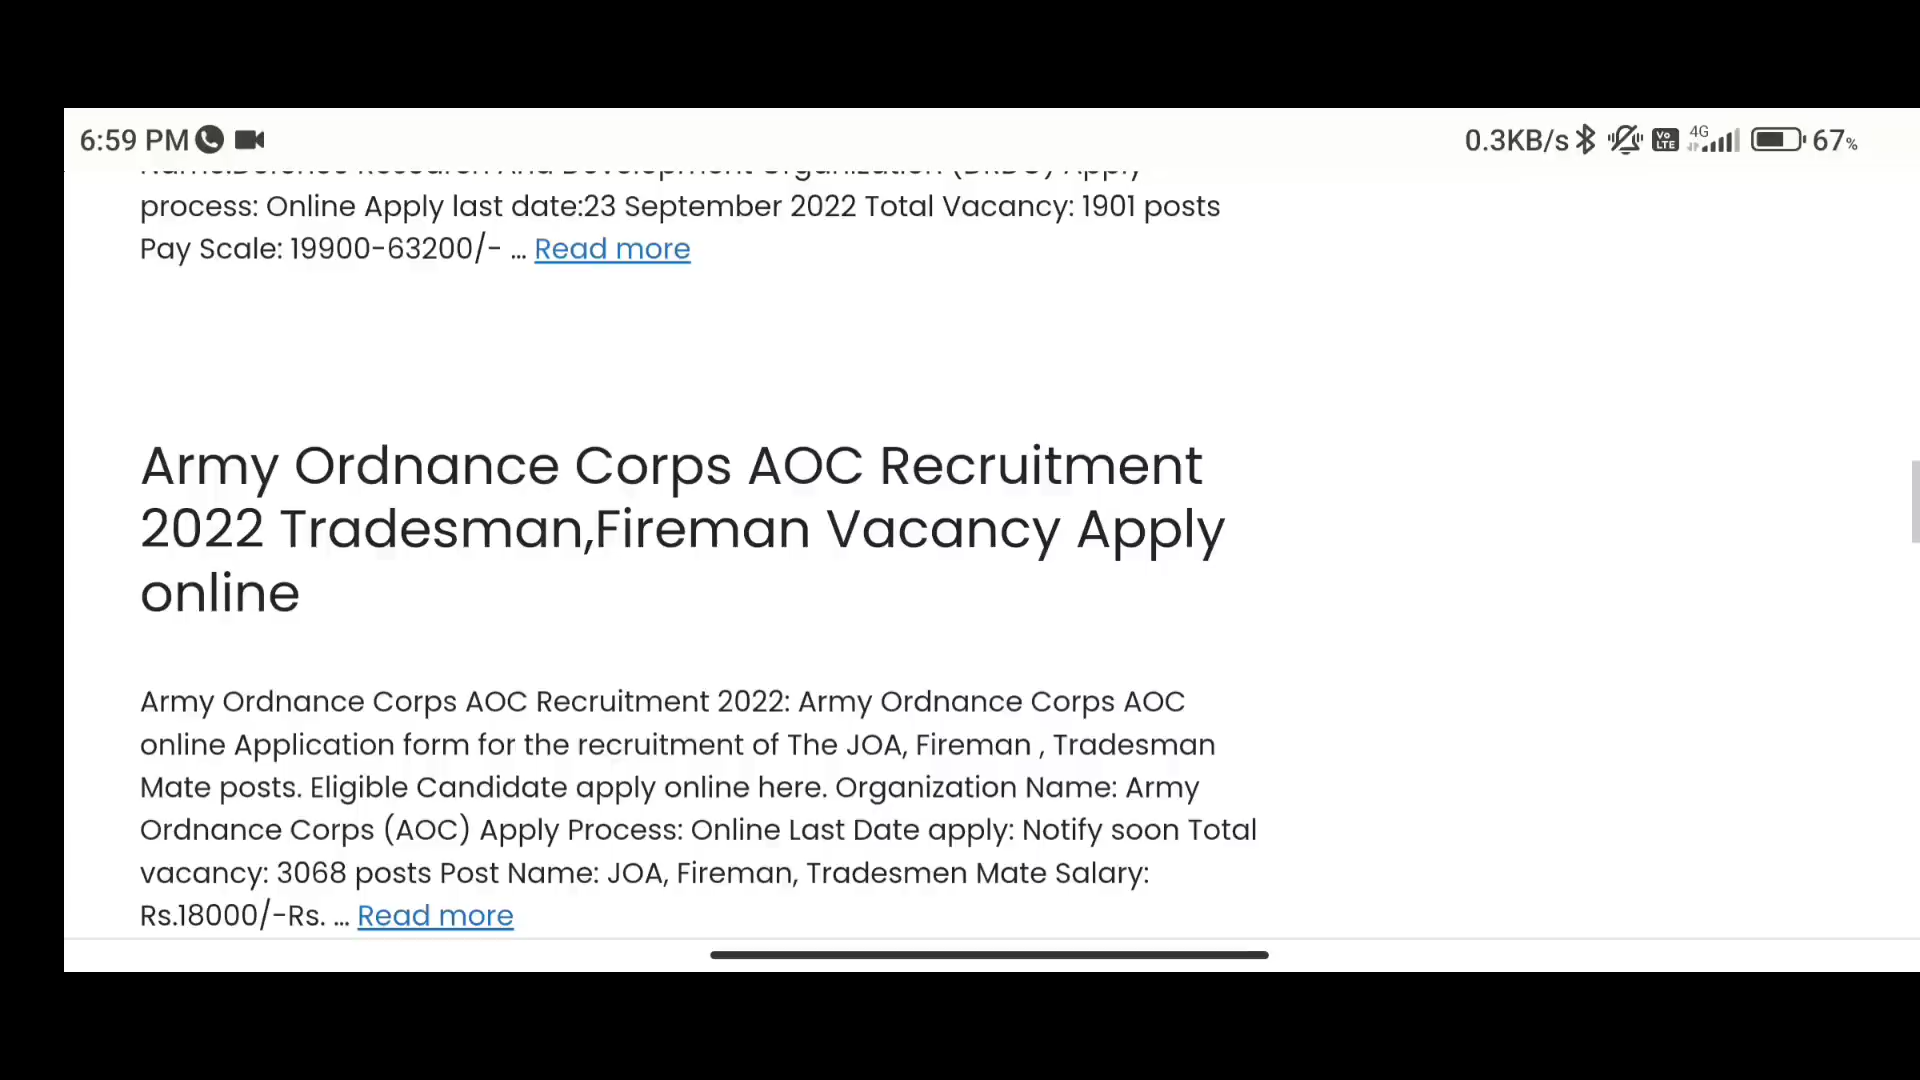 6:59 PM
0.3KB/s Vo LTE 4G 67%
process: Online Apply last date:23 September 2022 Total Vacancy: 1901 posts
Pay Scale: 19900-63200/- ... Read more
Army Ordnance Corps AOC Recruitment
2022 Tradesman,Fireman Vacancy Apply
online
Army Ordnance Corps AOC Recruitment 2022: Army Ordnance Corps AOC
online Application form for the recruitment of The JOA, Fireman , Tradesman
Mate posts. Eligible Candidate apply online here. Organization Name: Army
Ordnance Corps (AOC) Apply Process: Online Last Date apply: Notify soon Total
vacancy: 3068 posts Post Name: JOA, Fireman, Tradesmen Mate Salary:
Rs.18000/-Rs. ... Read more